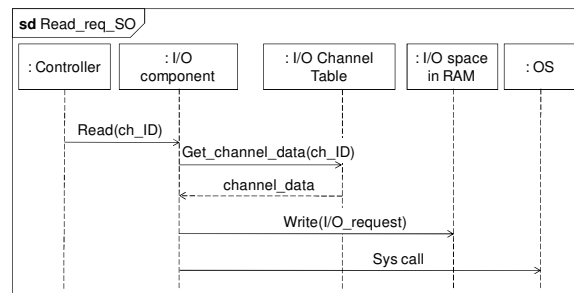 sd Read_req_SO
: Controller
: I/O
component
: I/O Channel
Table
: I/O space
in RAM
: OS
Read(ch_ID)
Get_channel_data(ch_ID)
channel_data
Write(I/O_request)
Sys call